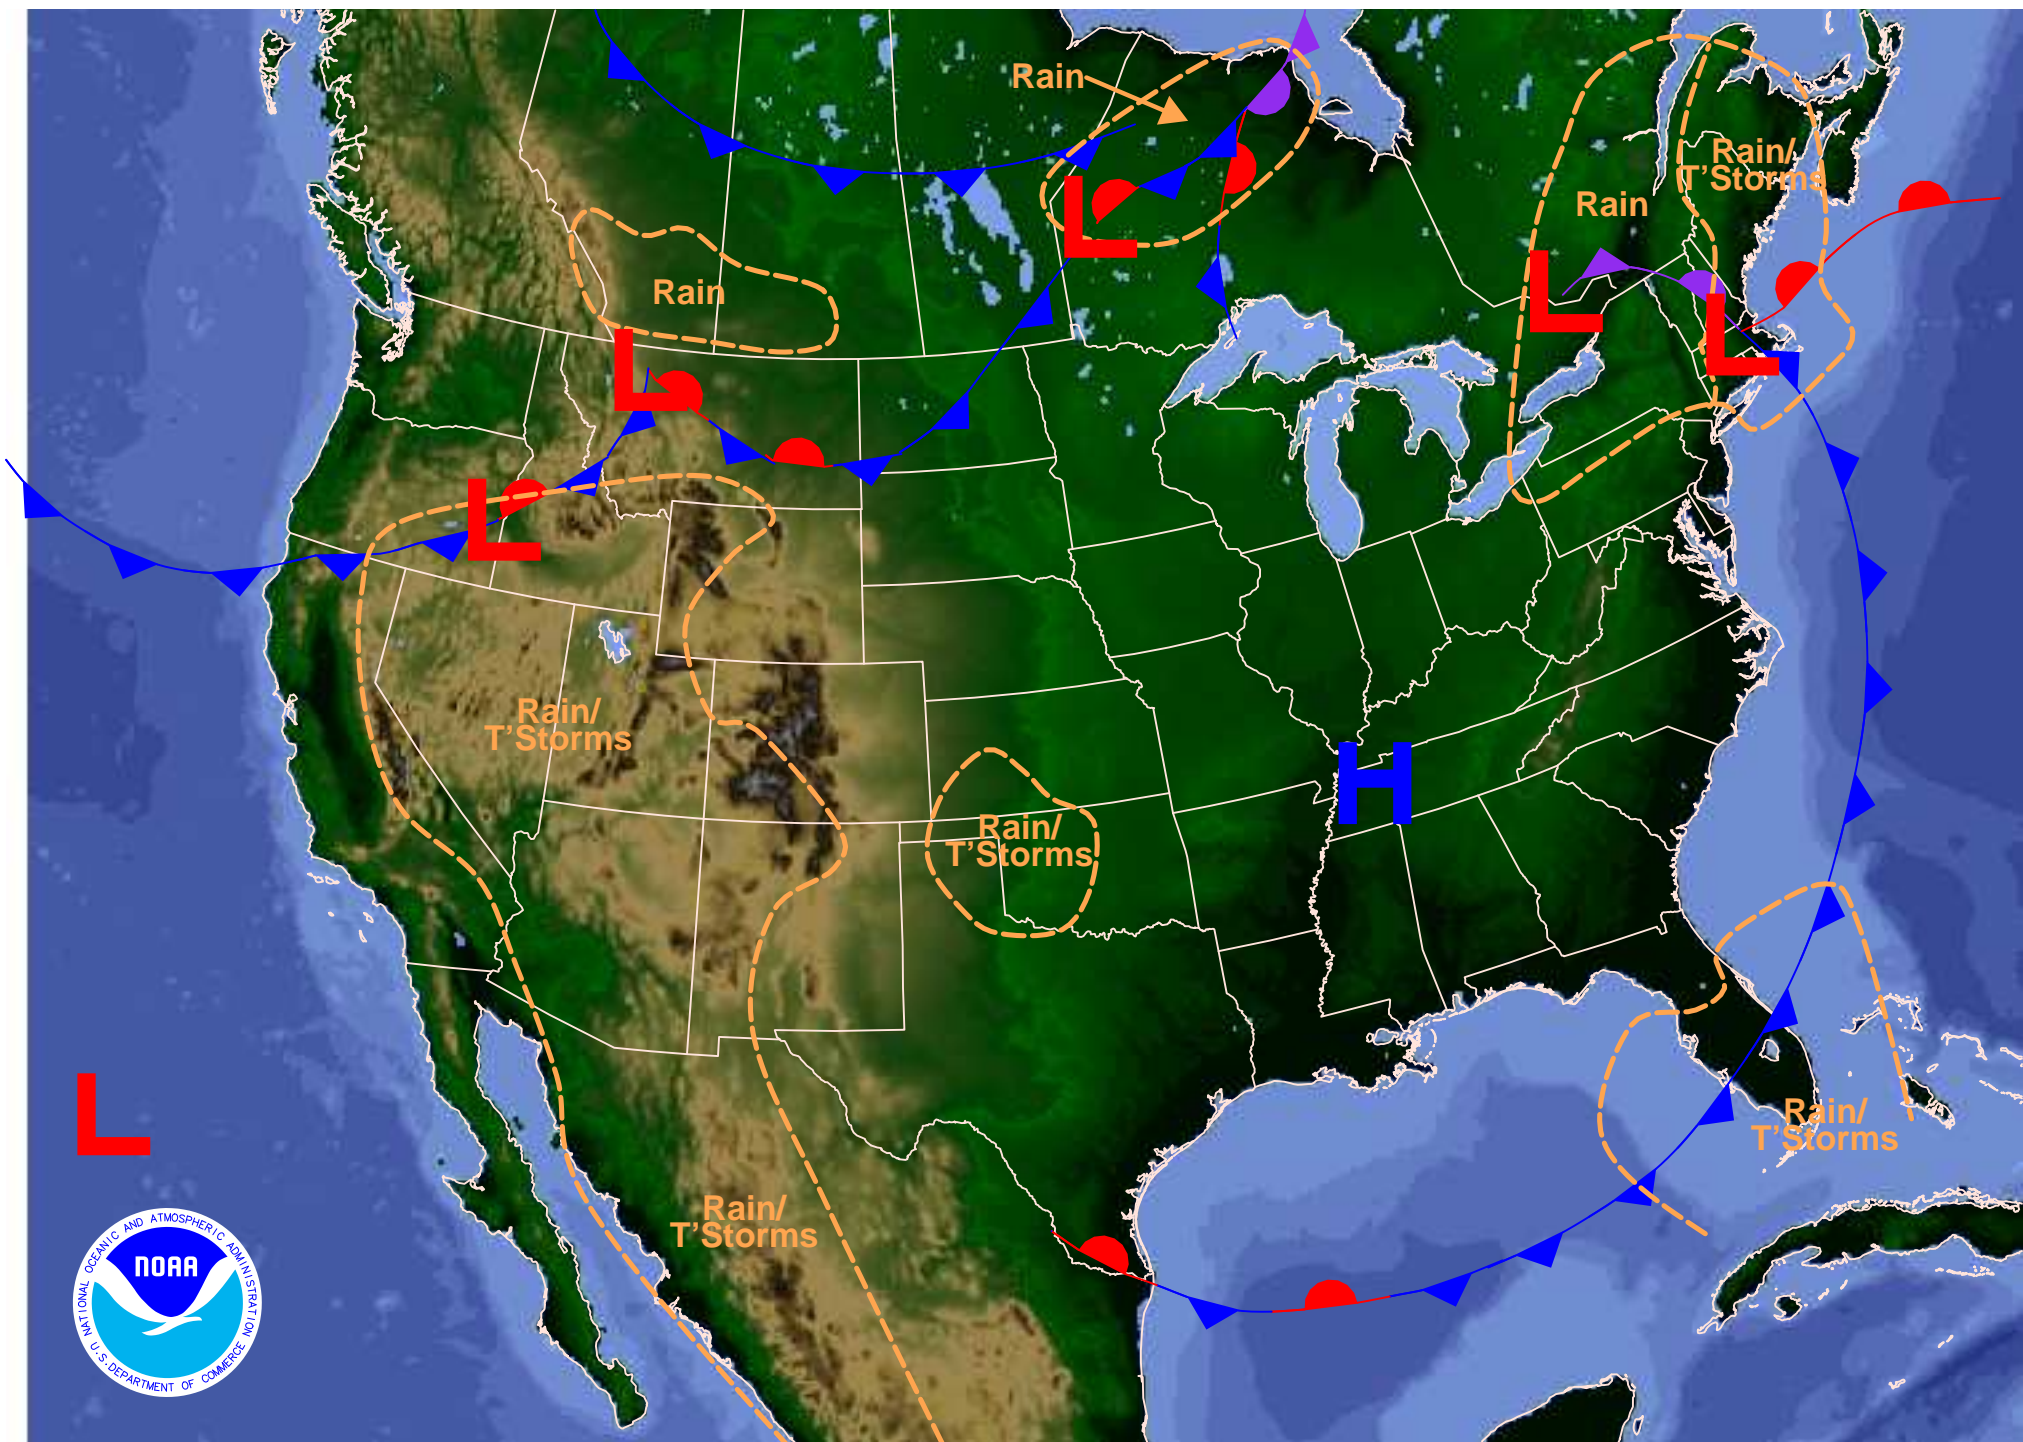 Rain
Rain/
T'Storms
Rain
L
Rain
L
L
L
L
Rain/
T'Storms
H
Rain/
T'Storms
L
Rain/
T'Storms
Rain/
T'Storms
NATIONAL OCEANIC AND ATMOSPHERIC ADMINISTRATION
NOAA
U.S. DEPARTMENT OF COMMERCE